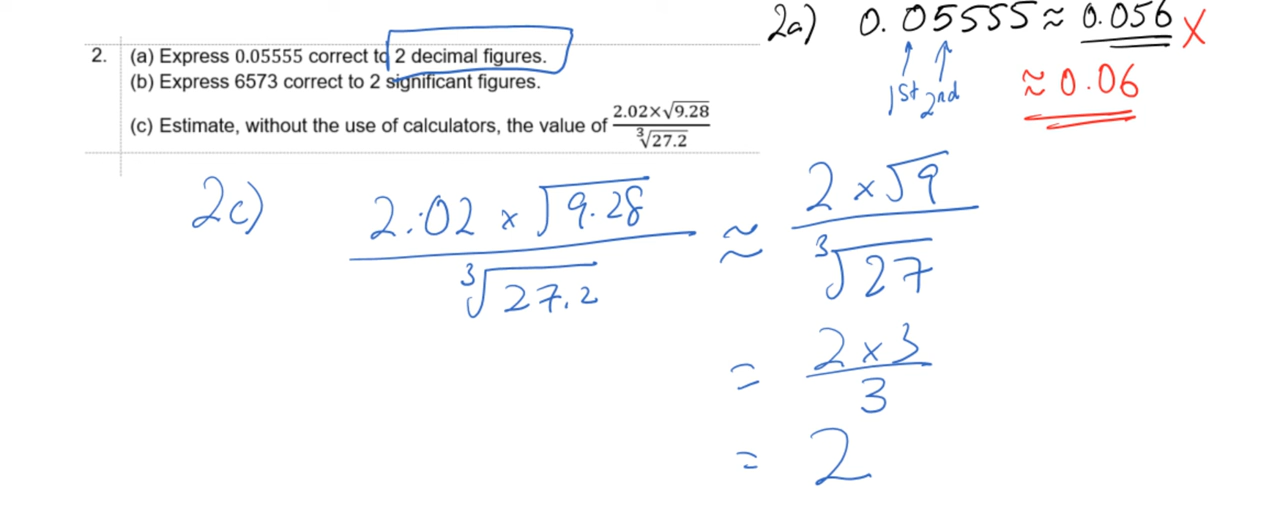 2. (a) Express 0.05555 correct to 2 decimal figures.
(b) Express 6573 correct to 2 significant figures.
(c) Estimate, without the use of calculators, the value of 2.02×√9.28 / ∛27.2
2a) 0.05555 ≈ 0.056 X
1st 2nd
≈ 0.06
2c) 2.02 × √9.28 / ∛27.2 ≈ 2 × √9 / ∛27
= 2 × 3 / 3
= 2